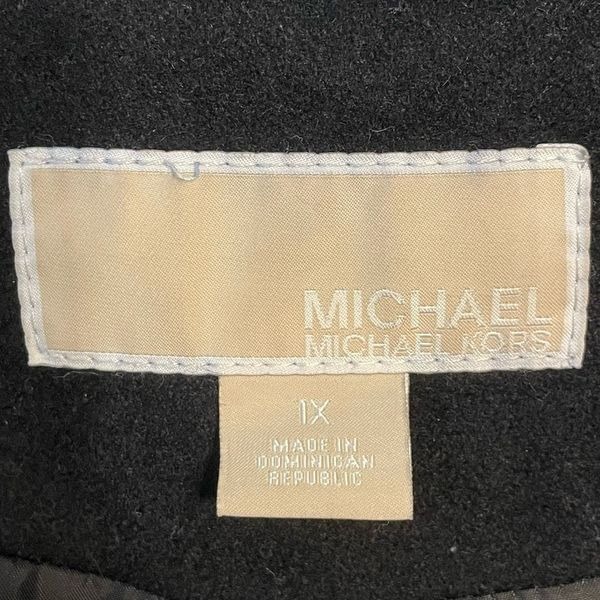 MICHAEL
MICHAEL KORS
1X
MADE IN
DOMINICAN
REPUBLIC